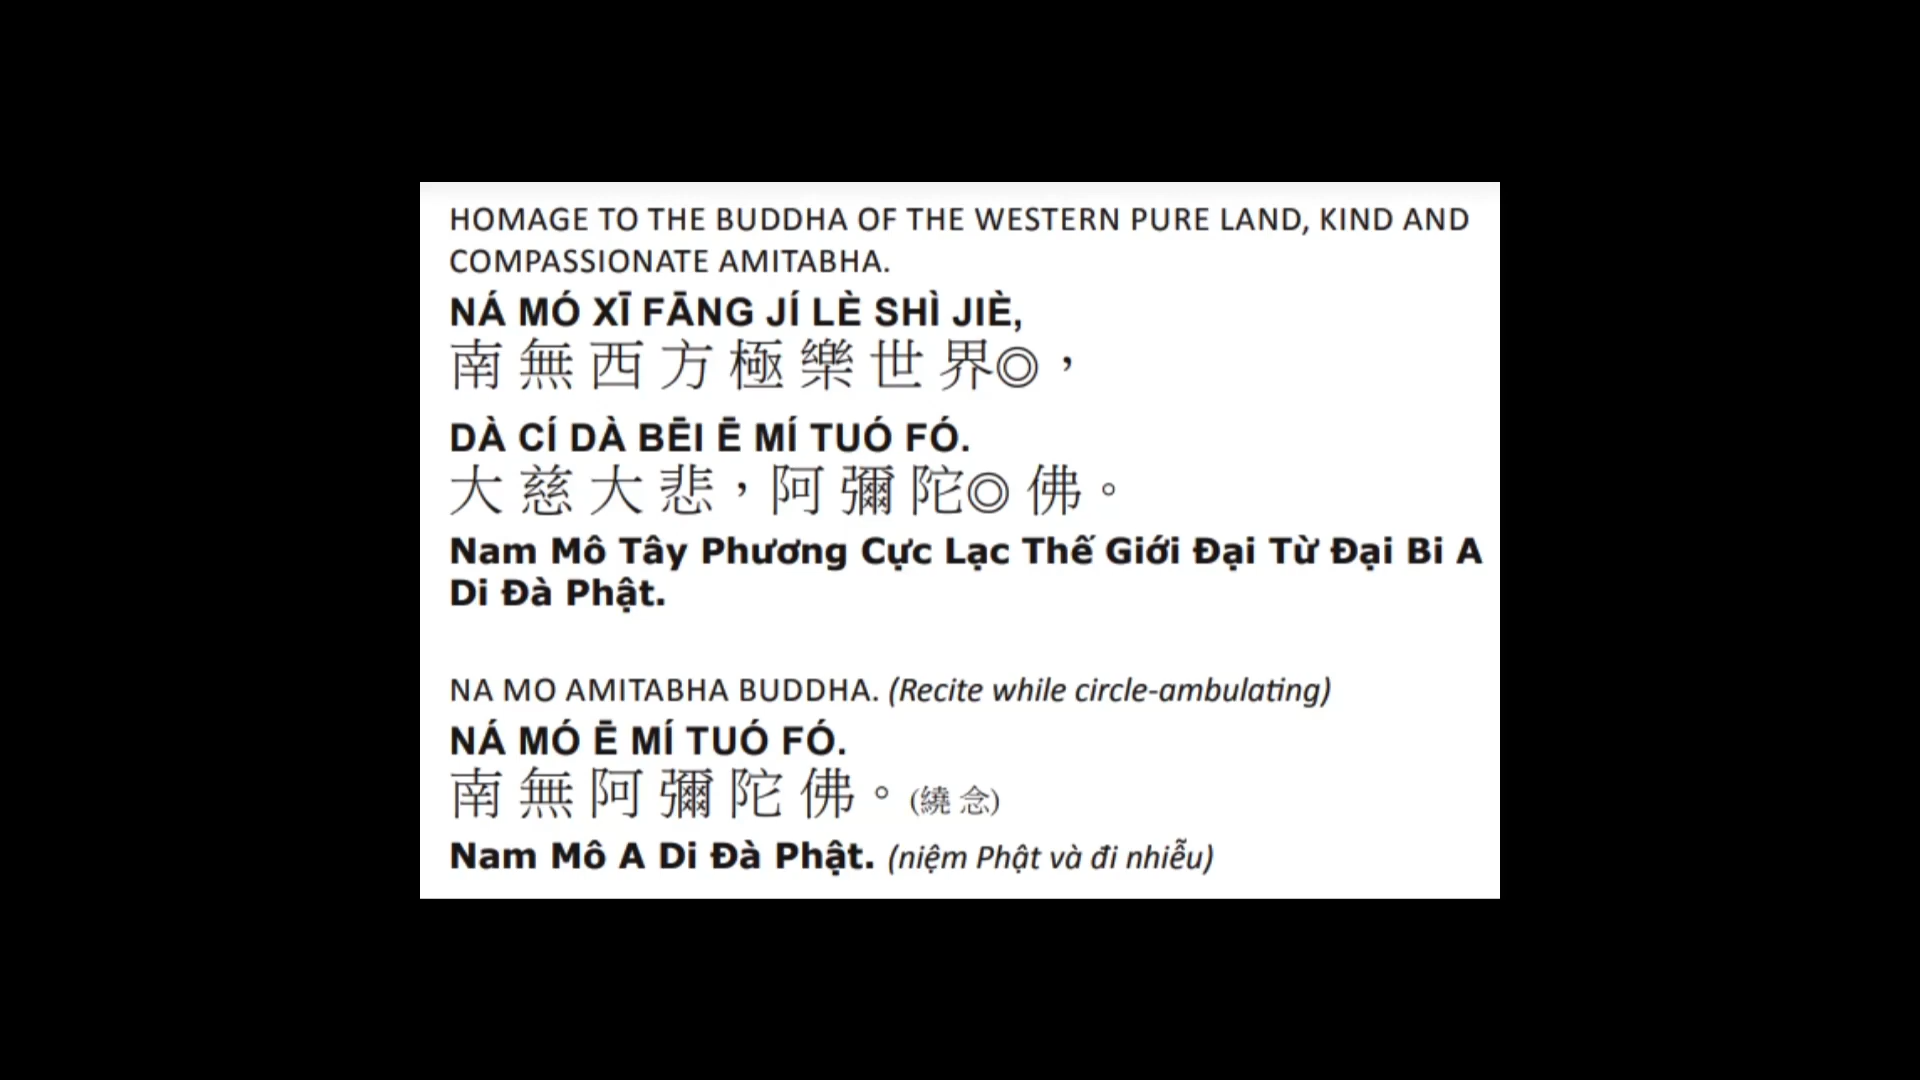 HOMAGE TO THE BUDDHA OF THE WESTERN PURE LAND, KIND AND
COMPASSIONATE AMITABHA.
NÁ MÓ XĪ FĀNG JÍ LÈ SHÌ JIÈ,
南 無 西 方 極 樂 世 界◎，
DÀ CÍ DÀ BĒI Ē MÍ TUÓ FÓ.
大 慈 大 悲，阿 彌 陀◎ 佛。
Nam Mô Tây Phương Cực Lạc Thế Giới Đại Từ Đại Bi A
Di Đà Phật.
NA MO AMITABHA BUDDHA. (Recite while circle-ambulating)
NÁ MÓ Ē MÍ TUÓ FÓ.
南 無 阿 彌 陀 佛。(繞 念)
Nam Mô A Di Đà Phật. (niệm Phật và đi nhiễu)